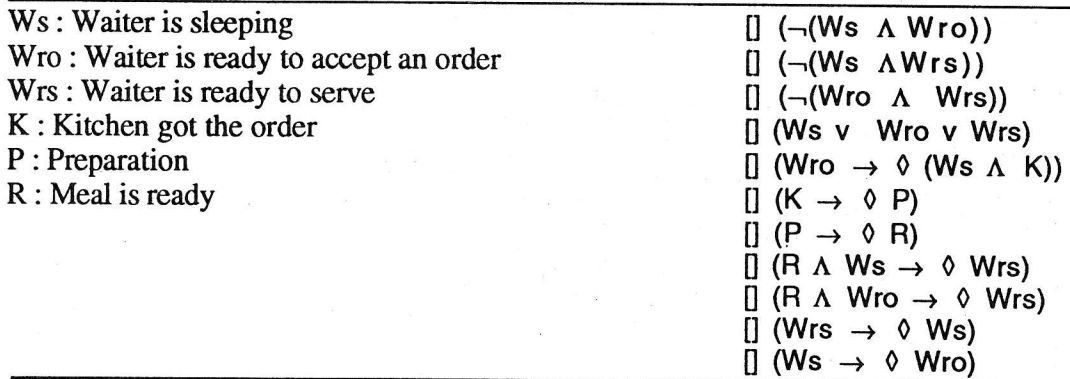 Ws : Waiter is sleeping
Wro : Waiter is ready to accept an order
Wrs : Waiter is ready to serve
K : Kitchen got the order
P : Preparation
R : Meal is ready
[] (¬(Ws Λ Wro))
[] (¬(Ws ΛWrs))
[] (¬(Wro Λ Wrs))
[] (Ws v Wro v Wrs)
[] (Wro → ◊ (Ws Λ K))
[] (K → ◊ P)
[] (P → ◊ R)
[] (R Λ Ws → ◊ Wrs)
[] (R Λ Wro → ◊ Wrs)
[] (Wrs → ◊ Ws)
[] (Ws → ◊ Wro)